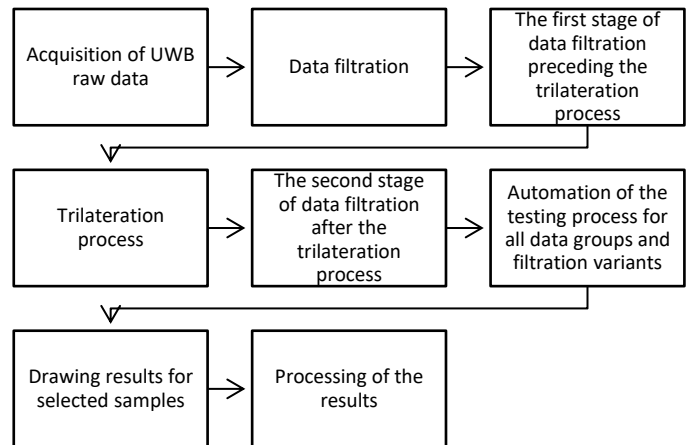 Acquisition of UWB
raw data
Data filtration
The first stage of
data filtration
preceding the
trilateration
process
Trilateration
process
The second stage
of data filtration
after the
trilateration
process
Automation of the
testing process for
all data groups and
filtration variants
Drawing results for
selected samples
Processing of the
results